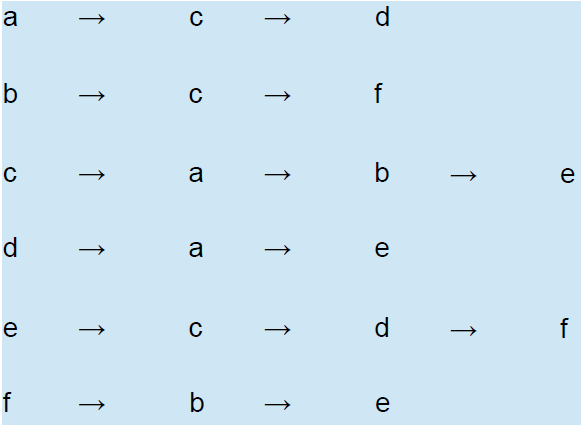 a → c → d
b → c → f
c → a → b → e
d → a → e
e → c → d → f
f → b → e